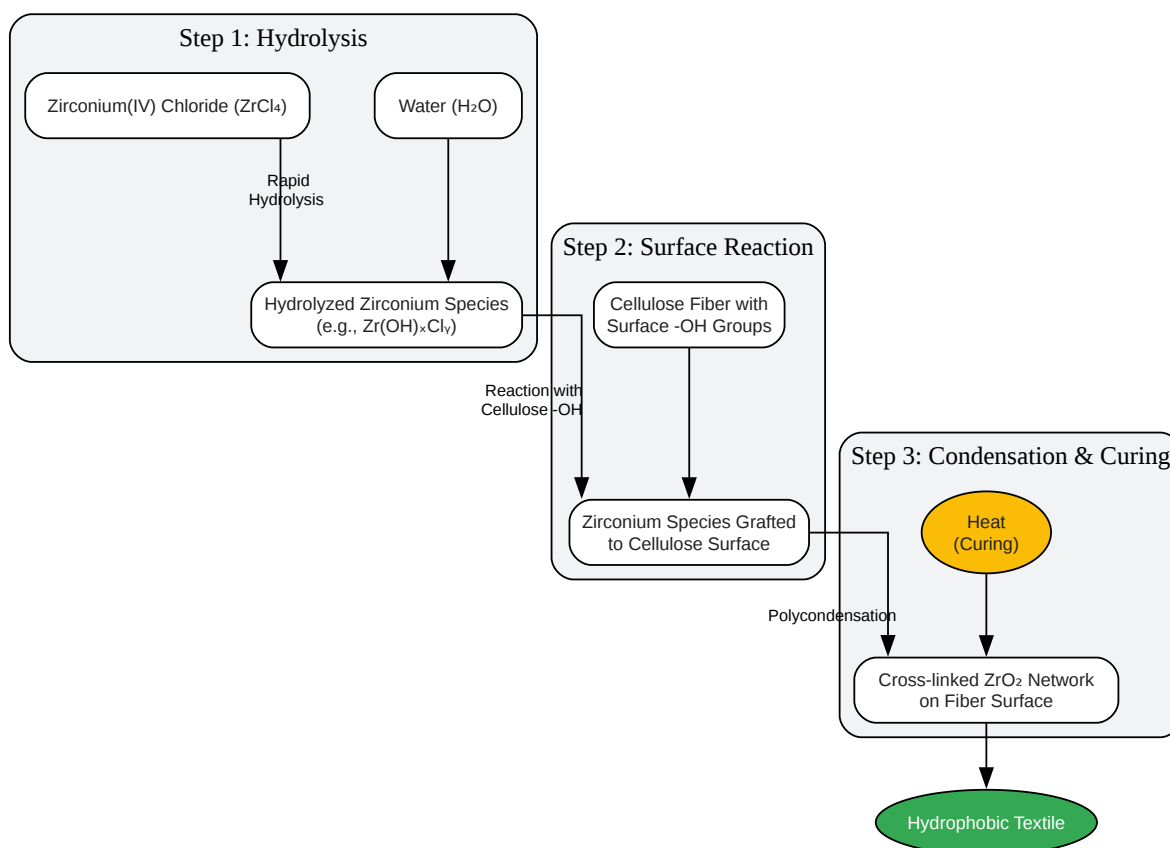 Step 1: Hydrolysis
Zirconium(IV) Chloride (ZrCl₄)
Water (H₂O)
Rapid
Hydrolysis
Hydrolyzed Zirconium Species
(e.g., Zr(OH)ₓClᵧ)
Step 2: Surface Reaction
Cellulose Fiber with
Surface -OH Groups
Reaction with
Cellulose -OH
Zirconium Species Grafted
to Cellulose Surface
Step 3: Condensation & Curing
Heat
(Curing)
Polycondensation
Cross-linked ZrO₂ Network
on Fiber Surface
Hydrophobic Textile